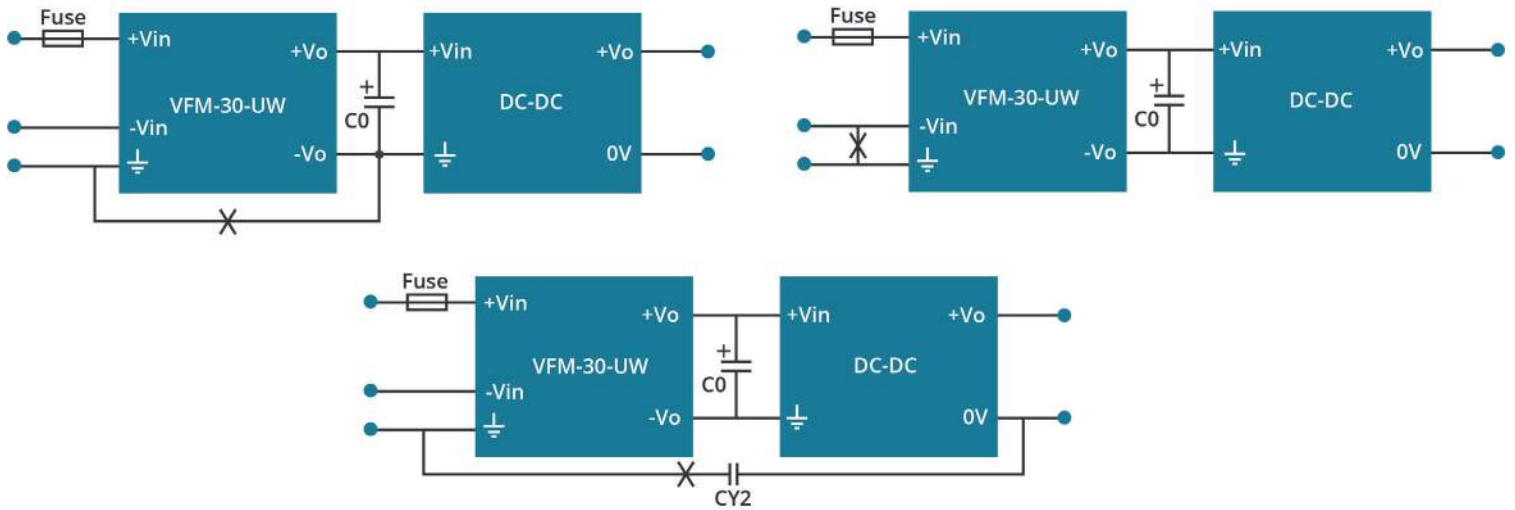 Fuse
+Vin
+Vo
+Vin
+Vo
VFM-30-UW
+
C0
DC-DC
-Vin
-Vo
0V
Fuse
+Vin
+Vo
+Vin
+Vo
VFM-30-UW
+
C0
DC-DC
-Vin
-Vo
0V
Fuse
+Vin
+Vo
+Vin
+Vo
VFM-30-UW
+
C0
DC-DC
-Vin
-Vo
0V
CY2